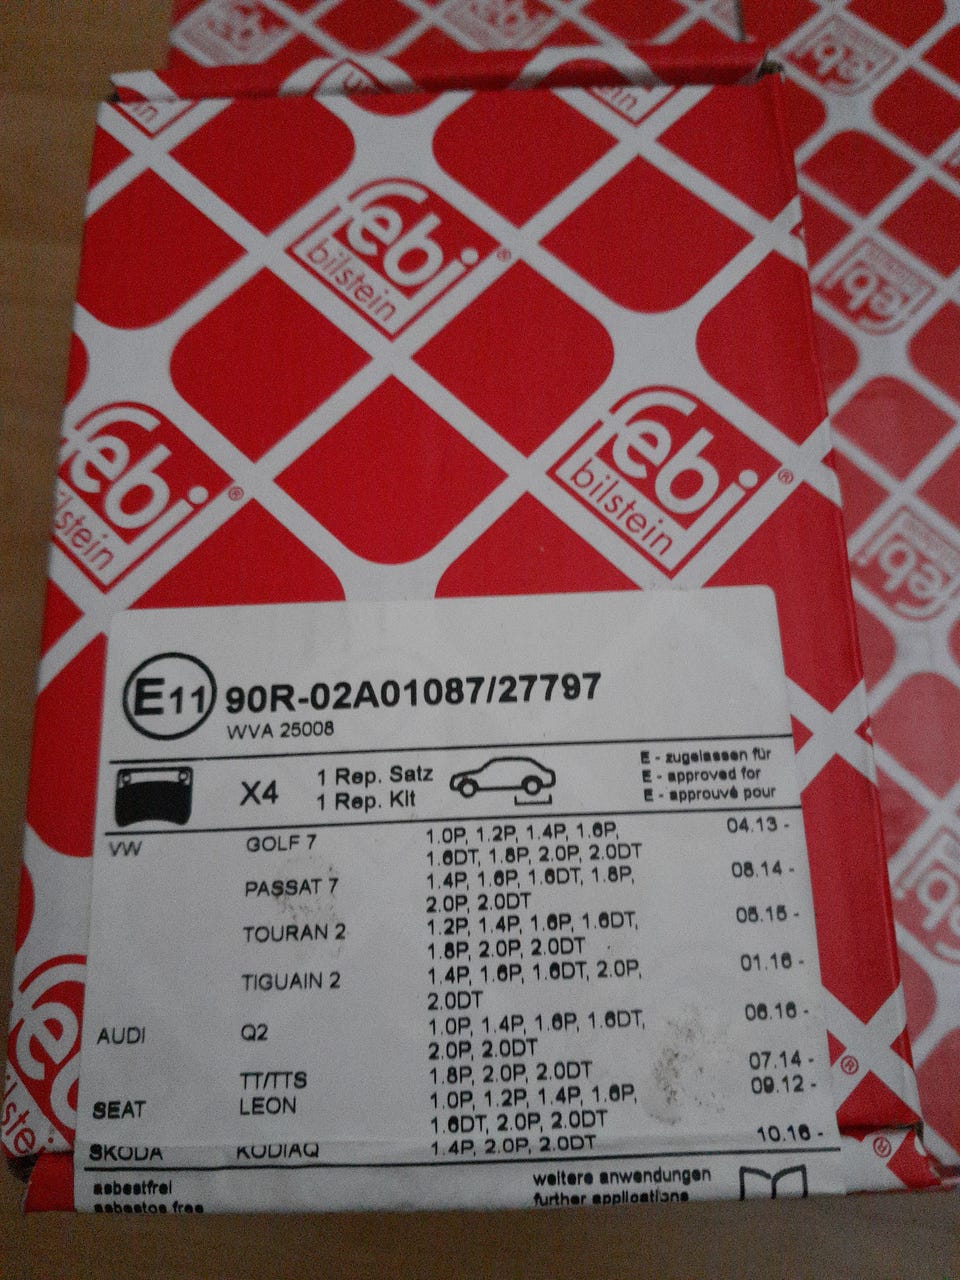 febi
bilstein
®
febi
bilstein
®
febi
bilstein
®
E11 90R-02A01087/27797
WVA 25008
X4
1 Rep. Satz
1 Rep. Kit
E - zugelassen für
E - approved for
E - approuvé pour
VW GOLF 7 1.0P, 1.2P, 1.4P, 1.6P, 04.13 -
1.6DT, 1.8P, 2.0P, 2.0DT
PASSAT 7 1.4P, 1.6P, 1.6DT, 1.8P, 08.14 -
2.0P, 2.0DT
TOURAN 2 1.2P, 1.4P, 1.6P, 1.6DT, 05.15 -
1.8P, 2.0P, 2.0DT
TIGUAIN 2 1.4P, 1.6P, 1.6DT, 2.0P, 01.16 -
2.0DT
AUDI Q2 1.0P, 1.4P, 1.6P, 1.6DT, 06.16 -
2.0P, 2.0DT
TT/TTS 1.8P, 2.0P, 2.0DT 07.14 -
SEAT LEON 1.0P, 1.2P, 1.4P, 1.6P, 09.12 -
1.6DT, 2.0P, 2.0DT
SKODA KODIAQ 1.4P, 2.0P, 2.0DT 10.16 -
asbestfrei
asbestos free
weitere anwendungen
further applications